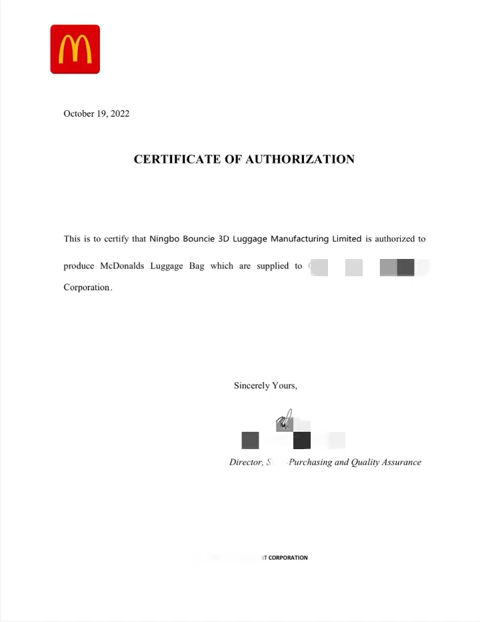 October 19, 2022
CERTIFICATE OF AUTHORIZATION
This is to certify that Ningbo Bouncie 3D Luggage Manufacturing Limited is authorized to
produce McDonalds Luggage Bag which are supplied to
Corporation.
Sincerely Yours,
Director, Purchasing and Quality Assurance
CORPORATION